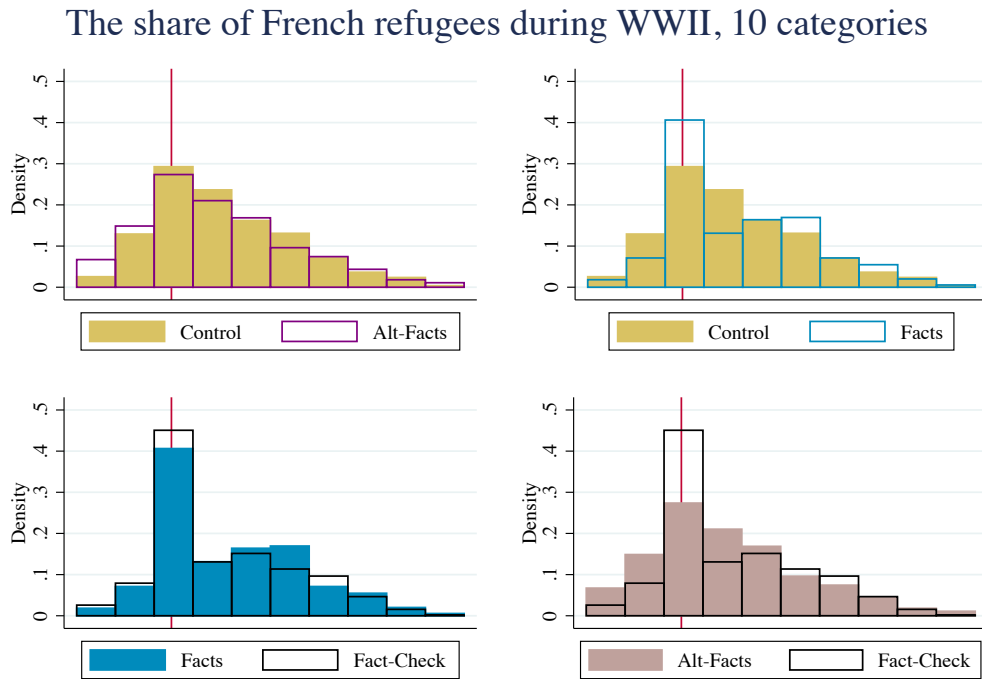 The share of French refugees during WWII, 10 categories
Density
0 .1 .2 .3 .4 .5
Control Alt-Facts
Density
0 .1 .2 .3 .4 .5
Control Facts
Density
0 .1 .2 .3 .4 .5
Facts Fact-Check
Density
0 .1 .2 .3 .4 .5
Alt-Facts Fact-Check